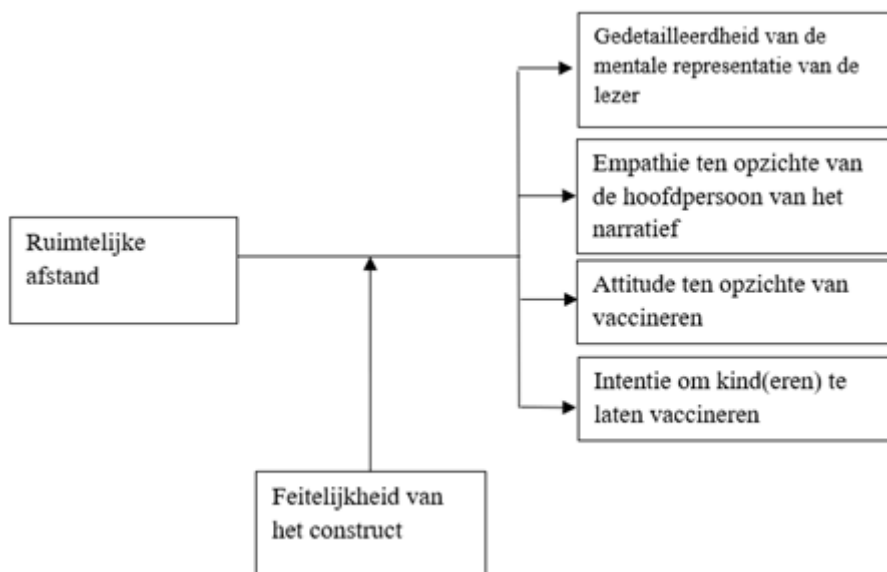 Gedetailleerdheid van de
mentale representatie van de
lezer
Empathie ten opzichte van
de hoofdpersoon van het
narratief
Ruimtelijke
afstand
Attitude ten opzichte van
vaccineren
Intentie om kind(eren) te
laten vaccineren
Feitelijkheid van
het construct